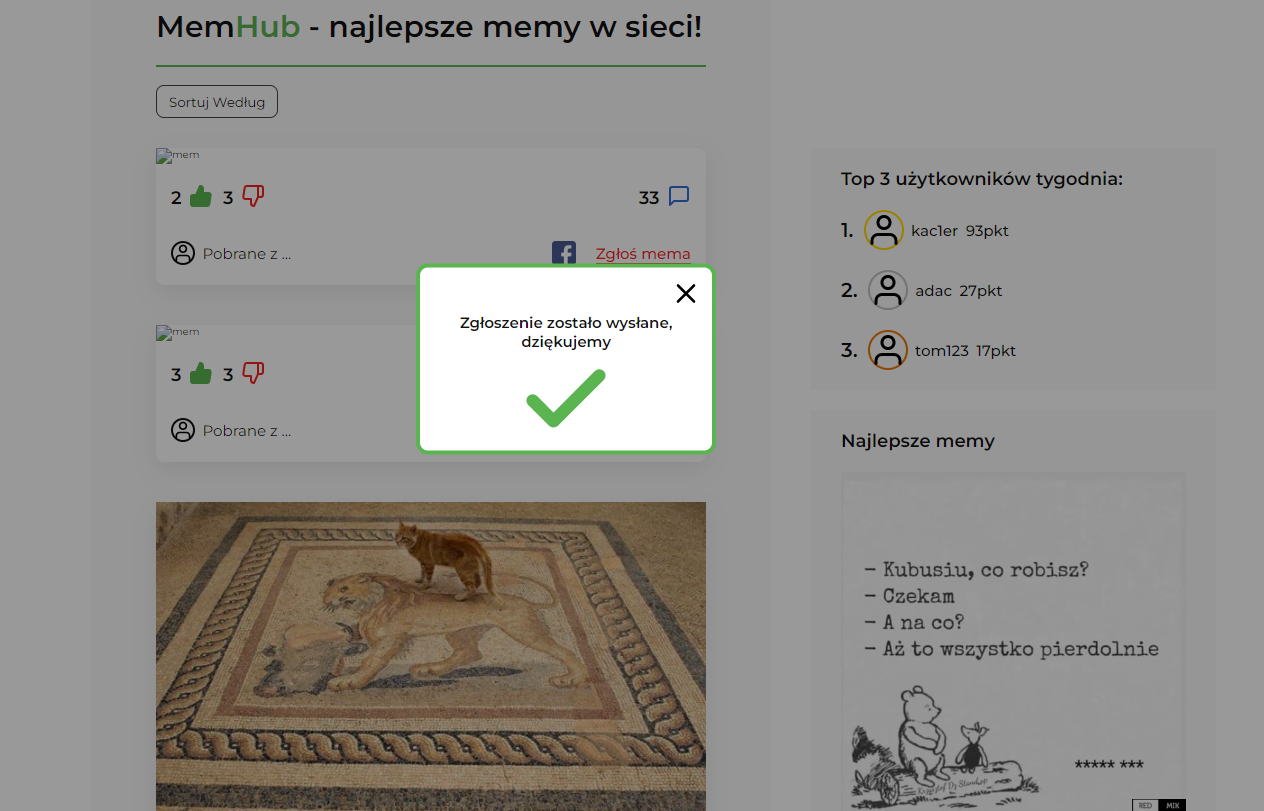 MemHub - najlepsze memy w sieci!
Sortuj Według
mem
2 3 33
Pobrane z ... Zgłoś mema
mem
3 3
Pobrane z ...
Zgłoszenie zostało wysłane,
dziękujemy
Top 3 użytkowników tygodnia:
1. kac1er 93pkt
2. adac 27pkt
3. tom123 17pkt
Najlepsze memy
– Kubusiu, co robisz?
– Czekam
– A na co?
– Aż to wszystko pierdolnie
***** ***
RED MIK